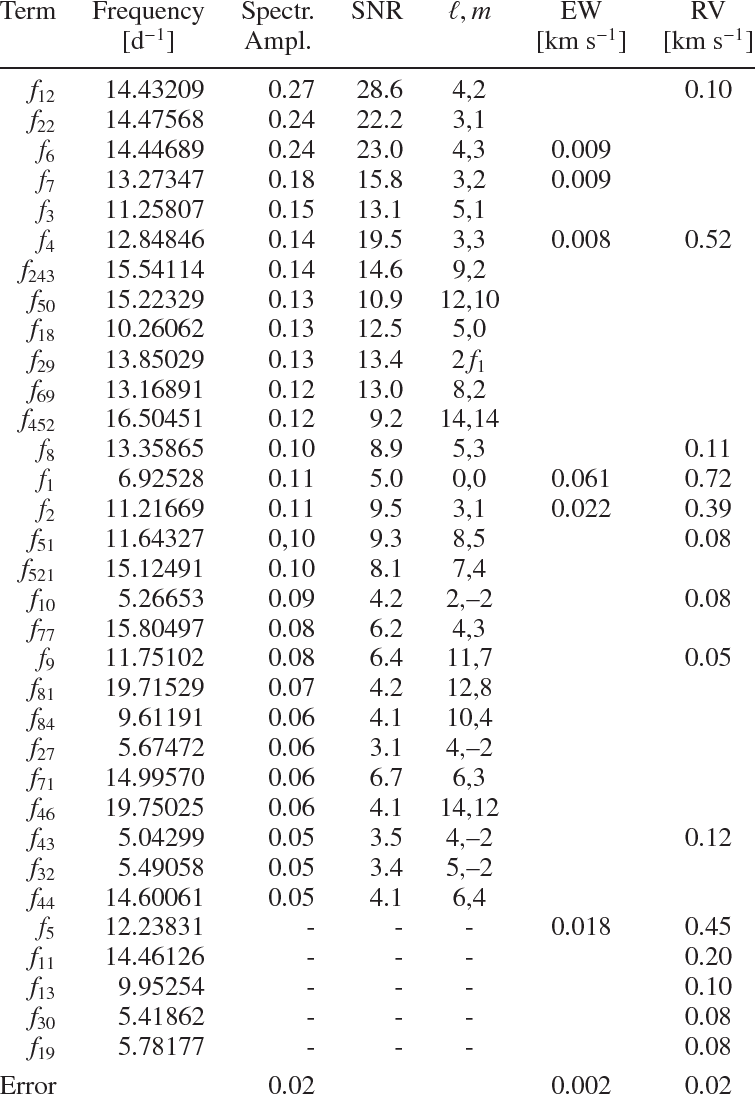 Term Frequency Spectr. SNR ℓ, m EW RV
[d⁻¹] Ampl. [km s⁻¹] [km s⁻¹]
f₁₂ 14.43209 0.27 28.6 4,2 0.10
f₂₂ 14.47568 0.24 22.2 3,1
f₆ 14.44689 0.24 23.0 4,3 0.009
f₇ 13.27347 0.18 15.8 3,2 0.009
f₃ 11.25807 0.15 13.1 5,1
f₄ 12.84846 0.14 19.5 3,3 0.008 0.52
f₂₄₃ 15.54114 0.14 14.6 9,2
f₅₀ 15.22329 0.13 10.9 12,10
f₁₈ 10.26062 0.13 12.5 5,0
f₂₉ 13.85029 0.13 13.4 2f₁
f₆₉ 13.16891 0.12 13.0 8,2
f₄₅₂ 16.50451 0.12 9.2 14,14
f₈ 13.35865 0.10 8.9 5,3 0.11
f₁ 6.92528 0.11 5.0 0,0 0.061 0.72
f₂ 11.21669 0.11 9.5 3,1 0.022 0.39
f₅₁ 11.64327 0,10 9.3 8,5 0.08
f₅₂₁ 15.12491 0.10 8.1 7,4
f₁₀ 5.26653 0.09 4.2 2,–2 0.08
f₇₇ 15.80497 0.08 6.2 4,3
f₉ 11.75102 0.08 6.4 11,7 0.05
f₈₁ 19.71529 0.07 4.2 12,8
f₈₄ 9.61191 0.06 4.1 10,4
f₂₇ 5.67472 0.06 3.1 4,–2
f₇₁ 14.99570 0.06 6.7 6,3
f₄₆ 19.75025 0.06 4.1 14,12
f₄₃ 5.04299 0.05 3.5 4,–2 0.12
f₃₂ 5.49058 0.05 3.4 5,–2
f₄₄ 14.60061 0.05 4.1 6,4
f₅ 12.23831 - - - 0.018 0.45
f₁₁ 14.46126 - - - 0.20
f₁₃ 9.95254 - - - 0.10
f₃₀ 5.41862 - - - 0.08
f₁₉ 5.78177 - - - 0.08
Error 0.02 0.002 0.02